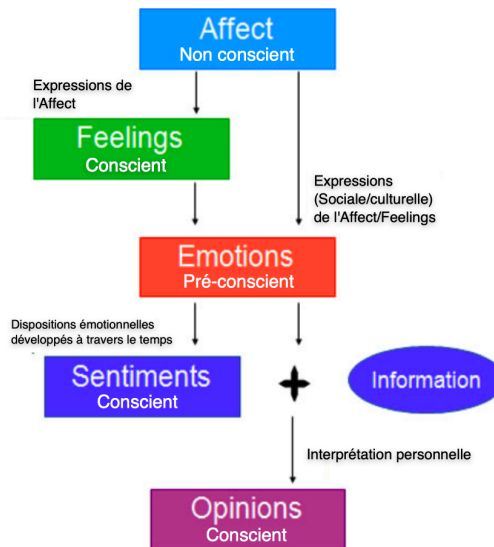 Affect
Non conscient
Expressions de
l'Affect
Feelings
Conscient
Expressions
(Sociale/culturelle)
de l'Affect/Feelings
Emotions
Pré-conscient
Dispositions émotionnelles
développés à travers le temps
Sentiments
Conscient
Information
Interprétation personnelle
Opinions
Conscient